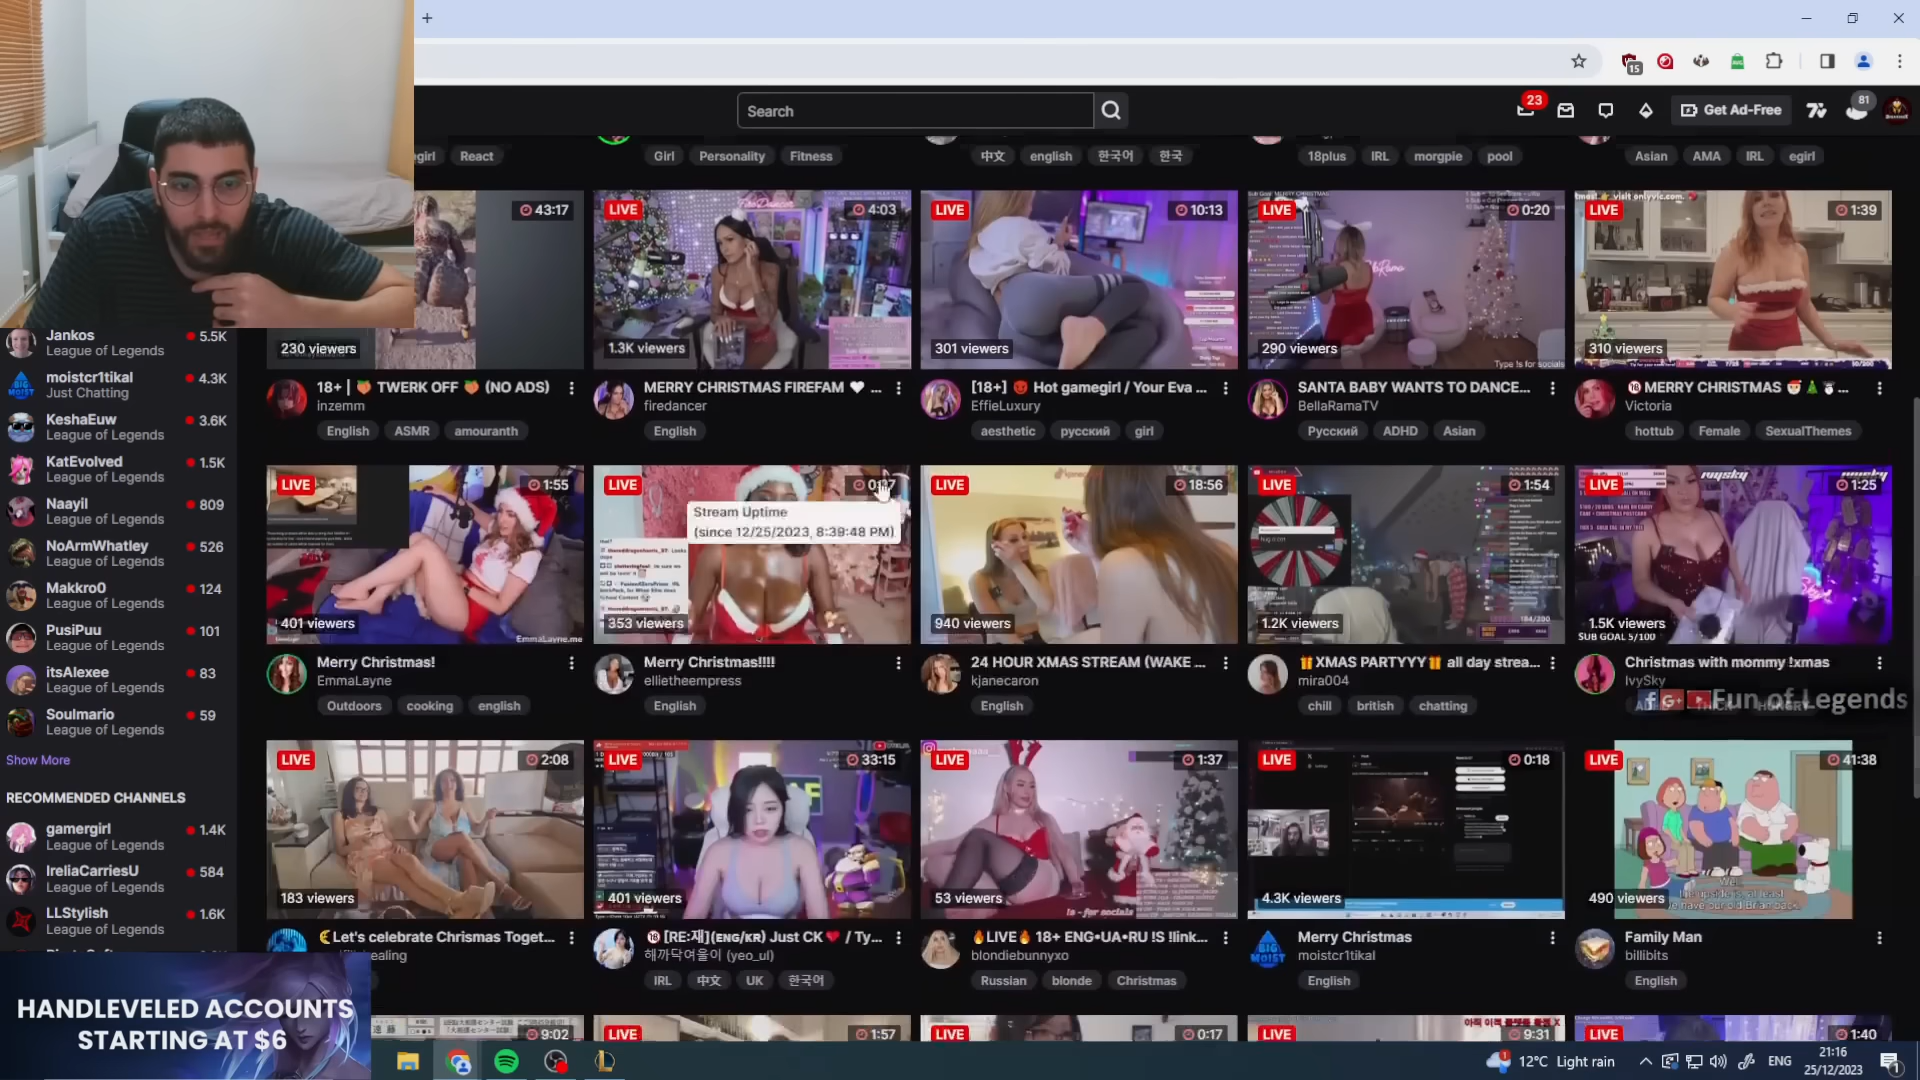 +
15
Search
23
Get Ad-Free
81
girl React
Girl Personality Fitness
中文 english 한국어 한국
18plus IRL morgpie pool
Asian AMA IRL egirl
43:17
LIVE 4:03
LIVE 10:13
LIVE 0:20
LIVE visit onlyvic.com. 1:39
230 viewers
1.3K viewers
301 viewers
290 viewers
Type !s for socials
310 viewers
18+ | 🍑 TWERK OFF 🍑 (NO ADS)
inzemm
English ASMR amouranth
MERRY CHRISTMAS FIREFAM ❤ ...
firedancer
English
[18+] 😈 Hot gamegirl / Your Eva ...
EffieLuxury
aesthetic русский girl
SANTA BABY WANTS TO DANCE...
BellaRamaTV
Русский ADHD Asian
🔞MERRY CHRISTMAS 🎅🎄⛄...
Victoria
hottub Female SexualThemes
Jankos 5.5K
League of Legends
moistcr1tikal 4.3K
Just Chatting
KeshaEuw 3.6K
League of Legends
KatEvolved 1.5K
League of Legends
Naayil 809
League of Legends
NoArmWhatley 526
League of Legends
Makkro0 124
League of Legends
PusiPuu 101
League of Legends
itsAlexee 83
League of Legends
Soulmario 59
League of Legends
Show More
RECOMMENDED CHANNELS
gamergirl 1.4K
League of Legends
IreliaCarriesU 584
League of Legends
LLStylish 1.6K
League of Legends
LIVE 1:55
401 viewers
EmmaLayne.me
Merry Christmas!
EmmaLayne
Outdoors cooking english
LIVE
Stream Uptime
(since 12/25/2023, 8:39:48 PM)
353 viewers
Merry Christmas!!!!
ellietheempress
English
LIVE 18:56
940 viewers
24 HOUR XMAS STREAM (WAKE ...
kjanecaron
English
LIVE 1:54
1.2K viewers
184/200
🎁XMAS PARTYYY🎁 all day strea...
mira004
chill british chatting
LIVE ivysky 1:25
1.5K viewers
SUB GOAL 5/100
Christmas with mommy !xmas
IvySky
Fun of Legends
LIVE 2:08
183 viewers
🌜Let's celebrate Chrismas Toget...
LIVE 33:15
401 viewers
🔞 [RE:재](ENG/KR) Just CK ❤ / Ty...
해까닥여울이 (yeo_ul)
IRL 中文 UK 한국어
LIVE 1:37
53 viewers
!s - for socials
🔥LIVE🔥 18+ ENG•UA•RU !S !link...
blondiebunnyxo
Russian blonde Christmas
LIVE 0:18
4.3K viewers
BIG MOIST
Merry Christmas
moistcr1tikal
English
LIVE 41:38
490 viewers
Family Man
billibits
English
HANDLEVELED ACCOUNTS
STARTING AT $6
9:02
LIVE 1:57
LIVE 0:17
LIVE 9:31
LIVE 1:40
12°C Light rain
ENG
21:16
25/12/2023
1